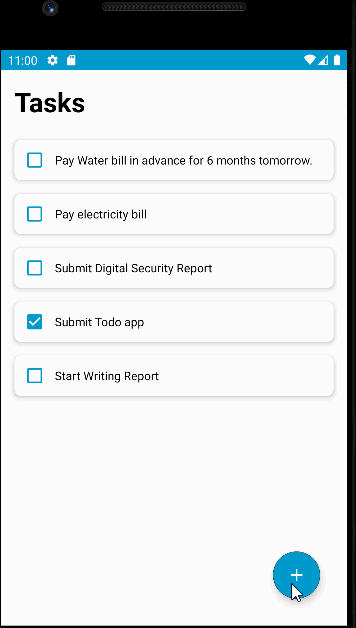 11:00
Tasks
Pay Water bill in advance for 6 months tomorrow.
Pay electricity bill
Submit Digital Security Report
Submit Todo app
Start Writing Report
+